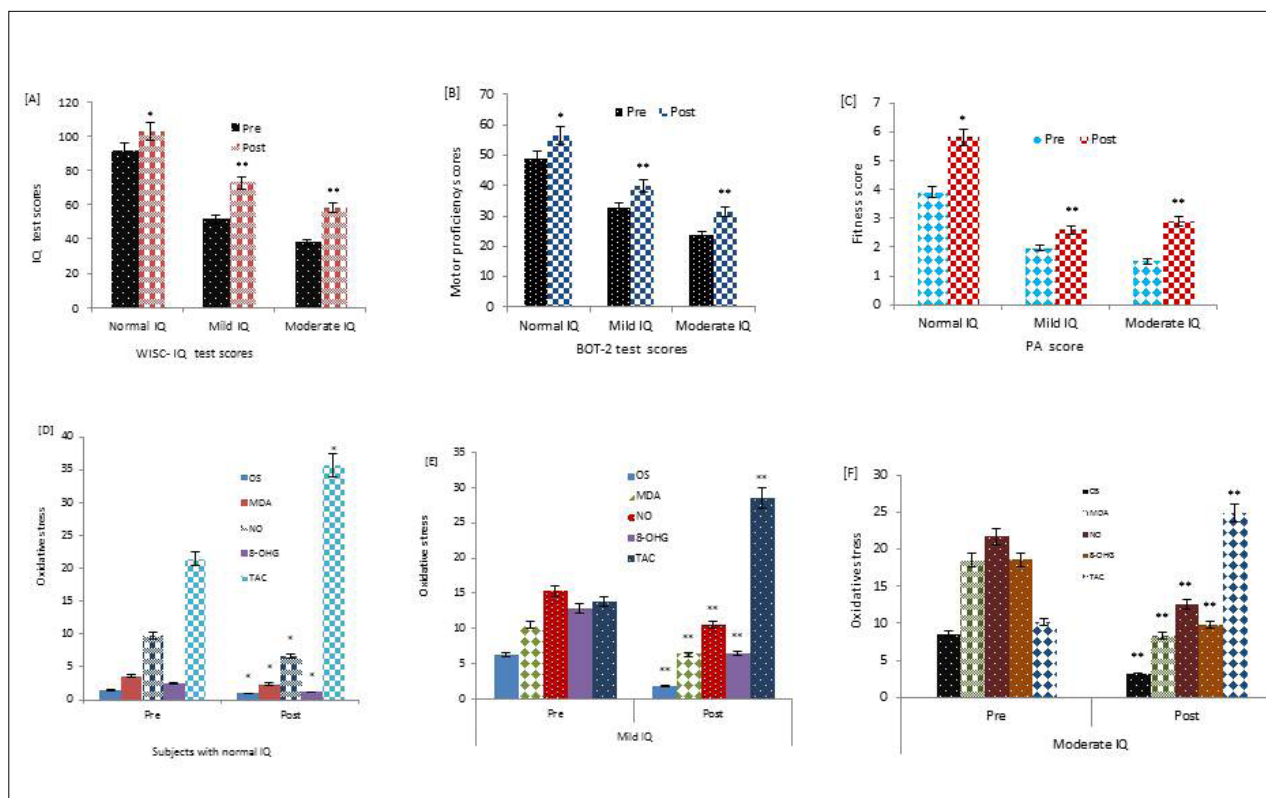 [A]
120
100
80
60
40
20
0
IQ test scores
Pre
Post
*
**
**
Normal IQ Mild IQ Moderate IQ
WISC- IQ test scores
[B]
70
60
50
40
30
20
10
0
Motor proficiency scores
Pre Post
*
**
**
Normal IQ Mild IQ Moderate IQ
BOT-2 test scores
[C]
7
6
5
4
3
2
1
0
Fitness score
Pre Post
*
**
**
Normal IQ Mild IQ Moderate IQ
PA score
[D]
40
35
30
25
20
15
10
5
0
Oxidative stress
OS
MDA
NO
8-OHG
TAC
*
*
*
*
*
Pre Post
Subjects with normal IQ
[E]
35
30
25
20
15
10
5
0
Oxidative stress
OS
MDA
NO
8-OHG
TAC
**
**
**
**
**
Pre Post
Mild IQ
[F]
30
25
20
15
10
5
0
Oxidative stress
OS
MDA
NO
8-OHG
TAC
**
**
**
**
**
Pre Post
Moderate IQ